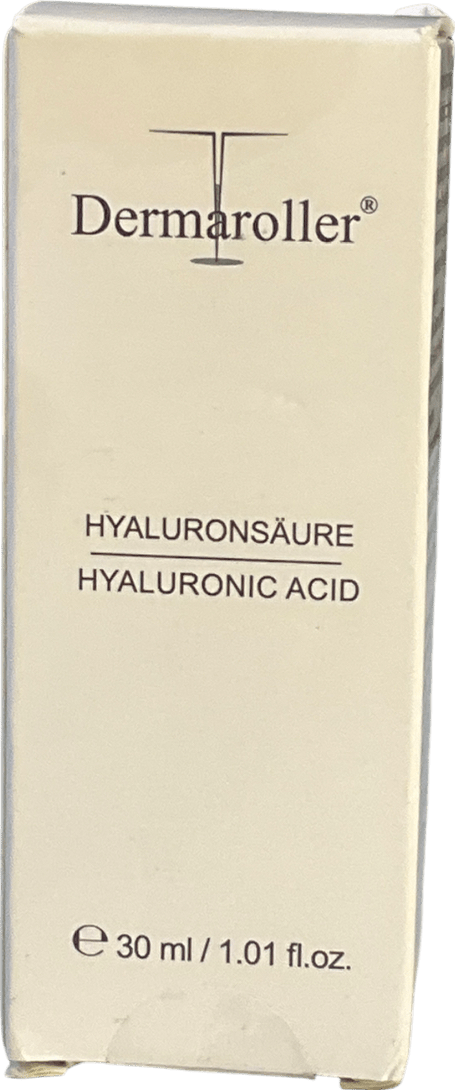 Dermaroller®
HYALURONSÄURE
HYALURONIC ACID
℮ 30 ml / 1.01 fl.oz.